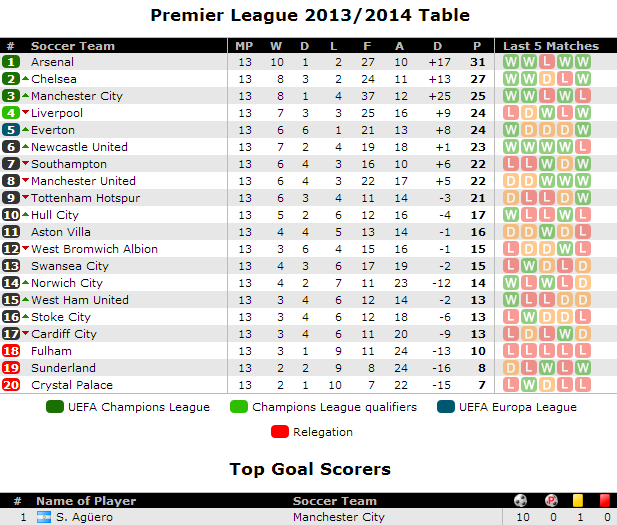 Premier League 2013/2014 Table
# Soccer Team MP W D L F A D P Last 5 Matches
1 Arsenal 13 10 1 2 27 10 +17 31 W W L W W
2 Chelsea 13 8 3 2 24 11 +13 27 W W D L W
3 Manchester City 13 8 1 4 37 12 +25 25 W W L W L
4 Liverpool 13 7 3 3 25 16 +9 24 L D W L W
5 Everton 13 6 6 1 21 13 +8 24 W D D D W
6 Newcastle United 13 7 2 4 19 18 +1 23 W W W W L
7 Southampton 13 6 4 3 16 10 +6 22 L L W D W
8 Manchester United 13 6 4 3 22 17 +5 22 D D W W W
9 Tottenham Hotspur 13 6 3 4 11 14 -3 21 D L L D W
10 Hull City 13 5 2 6 12 16 -4 17 W L L W L
11 Aston Villa 13 4 4 5 13 14 -1 16 D D W D L
12 West Bromwich Albion 13 3 6 4 15 16 -1 15 L D D W L
13 Swansea City 13 4 3 6 17 19 -2 15 L W D L D
14 Norwich City 13 4 2 7 11 23 -12 14 W L W L D
15 West Ham United 13 3 4 6 12 14 -2 13 W L L D D
16 Stoke City 13 3 4 6 12 18 -6 13 L W D D L
17 Cardiff City 13 3 4 6 11 20 -9 13 L D L W D
18 Fulham 13 3 1 9 11 24 -13 10 L L L L L
19 Sunderland 13 2 2 9 8 24 -16 8 D L W L W
20 Crystal Palace 13 2 1 10 7 22 -15 7 L W D L L
UEFA Champions League Champions League qualifiers UEFA Europa League
Relegation
Top Goal Scorers
# Name of Player Soccer Team P
1 S. Agüero Manchester City 10 0 1 0